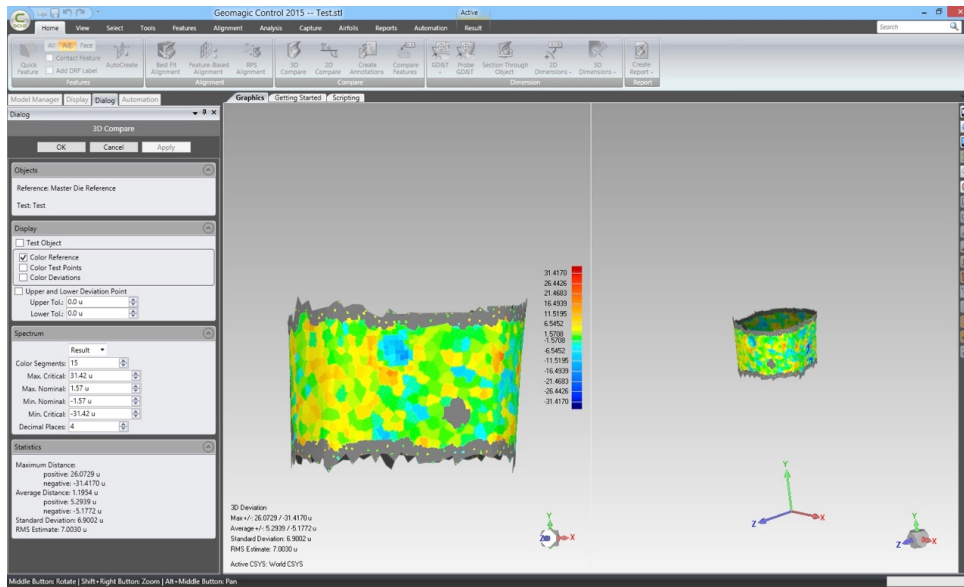 Geomagic Control 2015 -- Test.stl
Active
Home View Select Tools Features Alignment Analysis Capture Airfoils Reports Automation Result
Search
Quick Feature
All Face
Contact Feature
Add DRF Label
AutoCreate
Best Fit Alignment
Feature-Based Alignment
RPS Alignment
3D Compare
2D Compare
Create Annotations
Compare Features
GD&T
Probe GD&T
Section Through Object
2D Dimensions
3D Dimensions
Create Report
Features Alignment Compare Dimension Report
Model Manager Display Dialog Automation
Graphics Getting Started Scripting
Dialog
3D Compare
OK Cancel Apply
Objects
Reference: Master Die Reference
Test: Test
Display
Test Object
Color Reference
Color Test Points
Color Deviations
Upper and Lower Deviation Point
Upper Tol.: 0.0 u
Lower Tol.: 0.0 u
Spectrum
Result
Color Segments: 15
Max. Critical: 31.42 u
Max. Nominal: 1.57 u
Min. Nominal: -1.57 u
Min. Critical: -31.42 u
Decimal Places: 4
Statistics
Maximum Distance:
positive: 26.0729 u
negative: -31.4170 u
Average Distance: 1.1954 u
positive: 5.2939 u
negative: -5.1772 u
Standard Deviation: 6.9002 u
RMS Estimate: 7.0030 u
31.4170
26.4426
21.4683
16.4939
11.5195
6.5452
1.5708
-1.5708
-6.5452
-11.5195
-16.4939
-21.4683
-26.4426
-31.4170
3D Deviation
Max +/-: 26.0729 /-31.4170 u
Average +/-: 5.2939 /-5.1772 u
Standard Deviation: 6.9002 u
RMS Estimate: 7.0030 u
Active CSYS: World CSYS
Y
Z X
Y
Z X
Y
Z X
Middle Button: Rotate | Shift+Right Button: Zoom | Alt+Middle Button: Pan